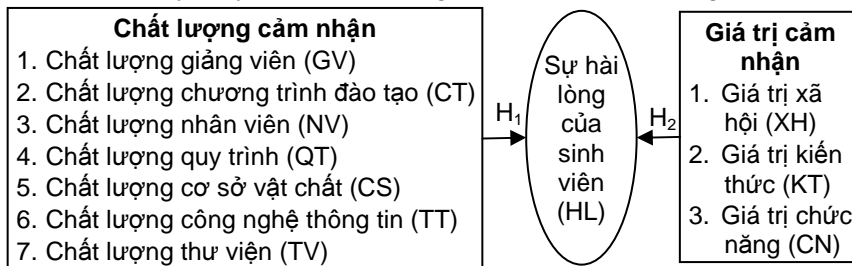 Chất lượng cảm nhận
1. Chất lượng giảng viên (GV)
2. Chất lượng chương trình đào tạo (CT)
3. Chất lượng nhân viên (NV)
4. Chất lượng quy trình (QT)
5. Chất lượng cơ sở vật chất (CS)
6. Chất lượng công nghệ thông tin (TT)
7. Chất lượng thư viện (TV)
H1
Sự hài
lòng
của
sinh
viên
(HL)
H2
Giá trị cảm
nhận
1. Giá trị xã
hội (XH)
2. Giá trị kiến
thức (KT)
3. Giá trị chức
năng (CN)